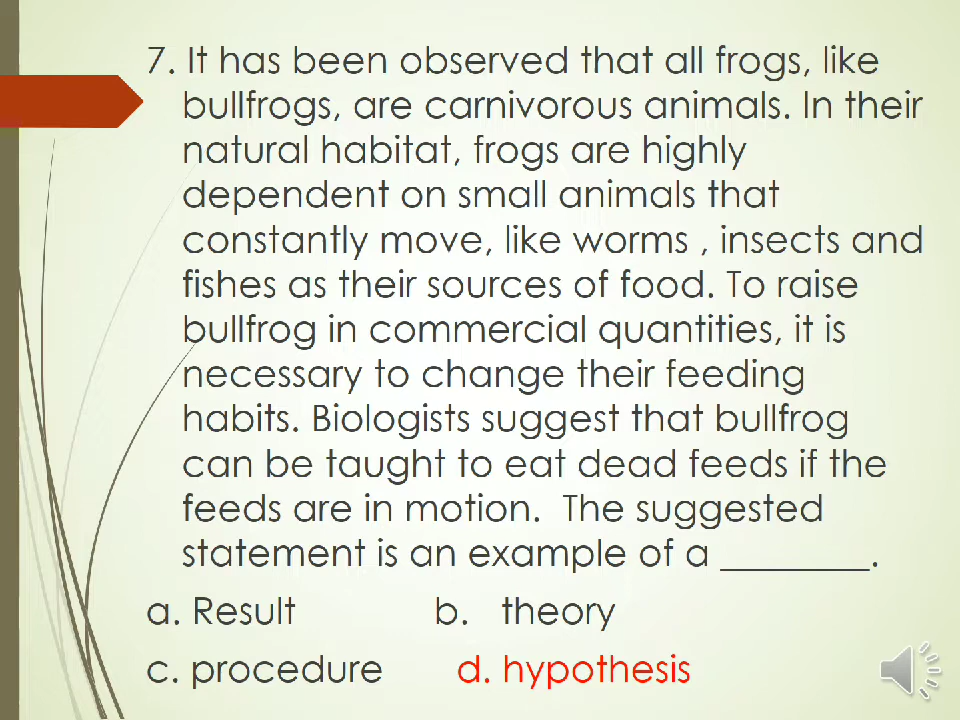 7. It has been observed that all frogs, like
bullfrogs, are carnivorous animals. In their
natural habitat, frogs are highly
dependent on small animals that
constantly move, like worms , insects and
fishes as their sources of food. To raise
bullfrog in commercial quantities, it is
necessary to change their feeding
habits. Biologists suggest that bullfrog
can be taught to eat dead feeds if the
feeds are in motion.  The suggested
statement is an example of a ________.
a. Result b. theory
c. procedure d. hypothesis